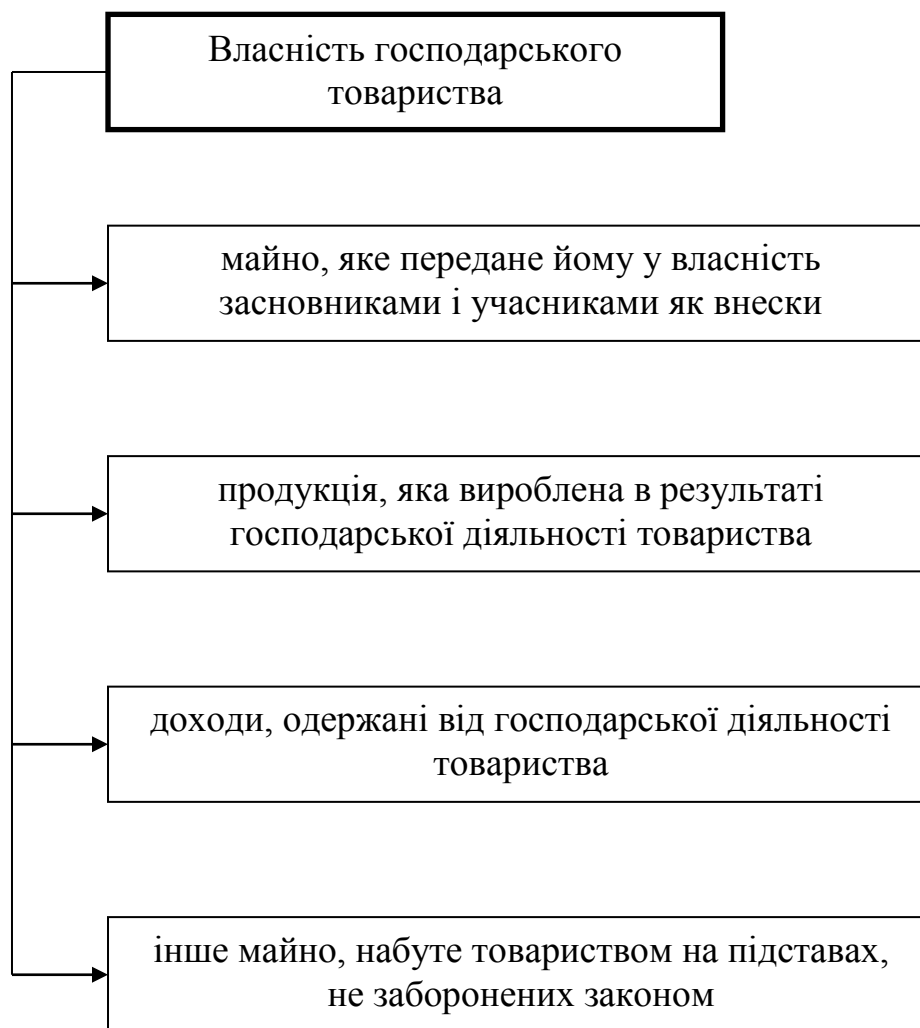 Власність господарського
товариства
майно, яке передане йому у власність
засновниками і учасниками як внески
продукція, яка вироблена в результаті
господарської діяльності товариства
доходи, одержані від господарської діяльності
товариства
інше майно, набуте товариством на підставах,
не заборонених законом